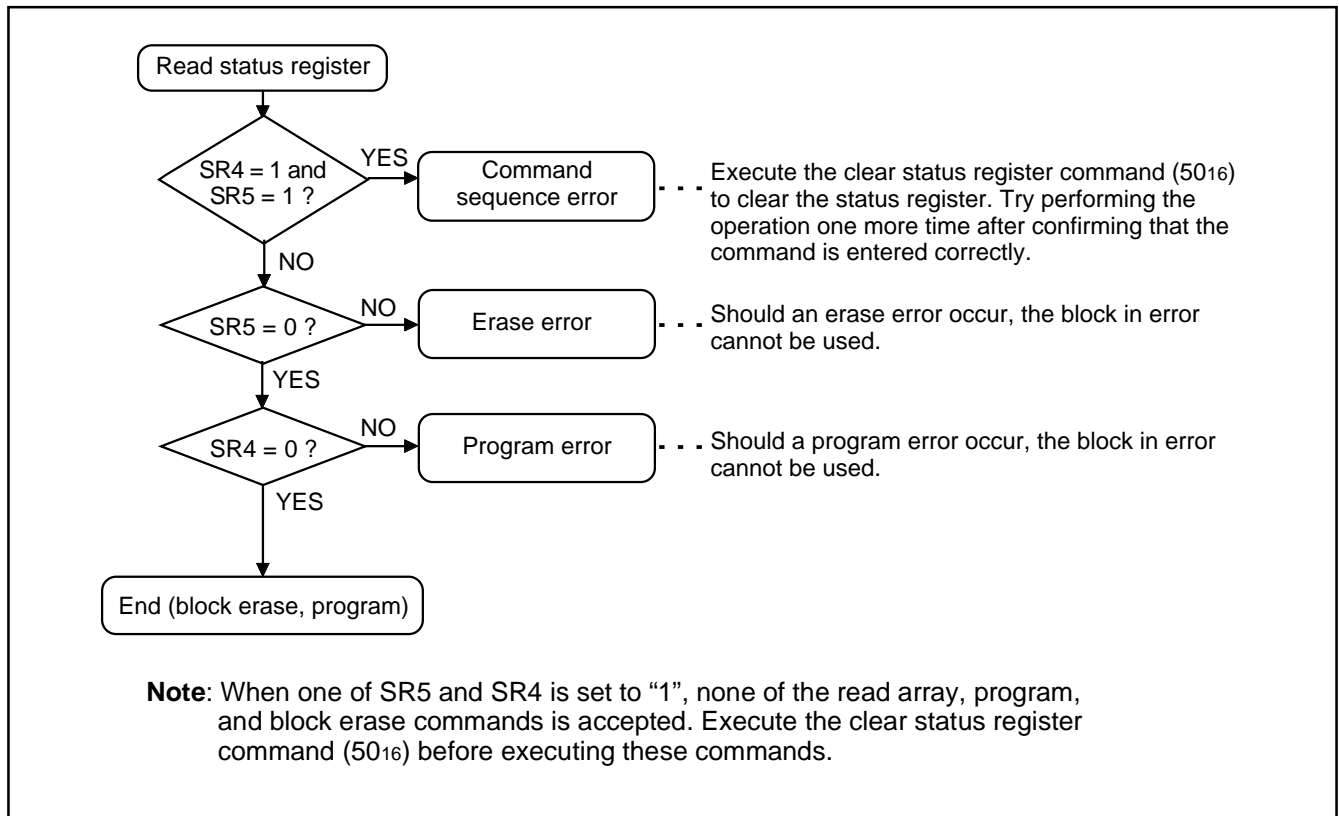 Read status register
SR4 = 1 and
SR5 = 1 ?
YES
Command
sequence error
Execute the clear status register command (5016)
to clear the status register. Try performing the
operation one more time after confirming that the
command is entered correctly.
NO
SR5 = 0 ?
NO
Erase error
Should an erase error occur, the block in error
cannot be used.
YES
SR4 = 0 ?
NO
Program error
Should a program error occur, the block in error
cannot be used.
YES
End (block erase, program)
Note: When one of SR5 and SR4 is set to “1”, none of the read array, program,
and block erase commands is accepted. Execute the clear status register
command (5016) before executing these commands.